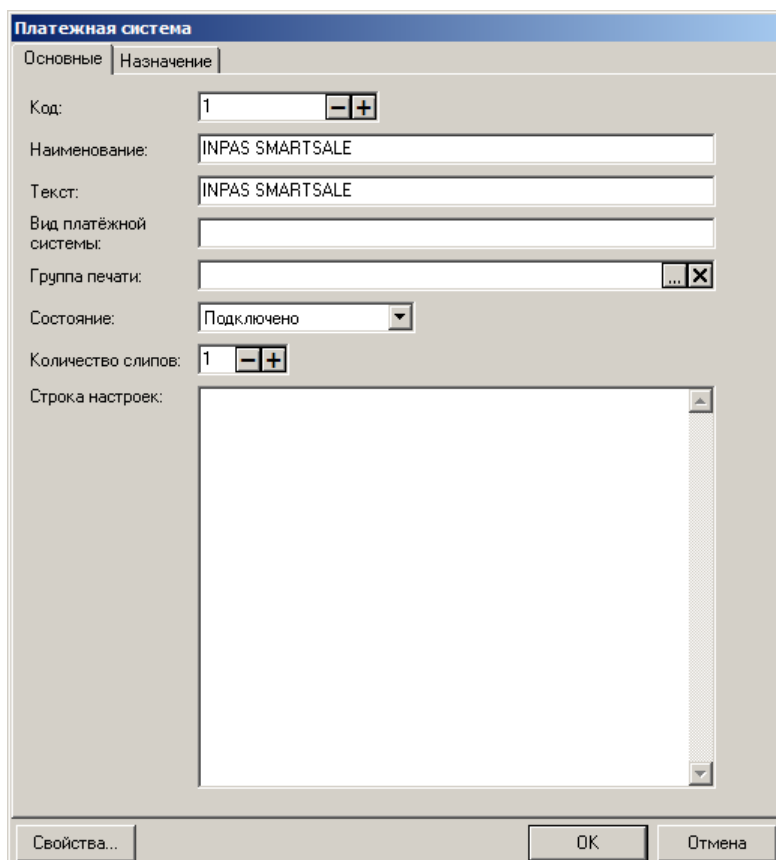 Платежная система
Основные Назначение
Код: 1
Наименование: INPAS SMARTSALE
Текст: INPAS SMARTSALE
Вид платёжной
системы:
Группа печати: ...
Состояние: Подключено
Количество слипов: 1
Строка настроек:
Свойства... OK Отмена